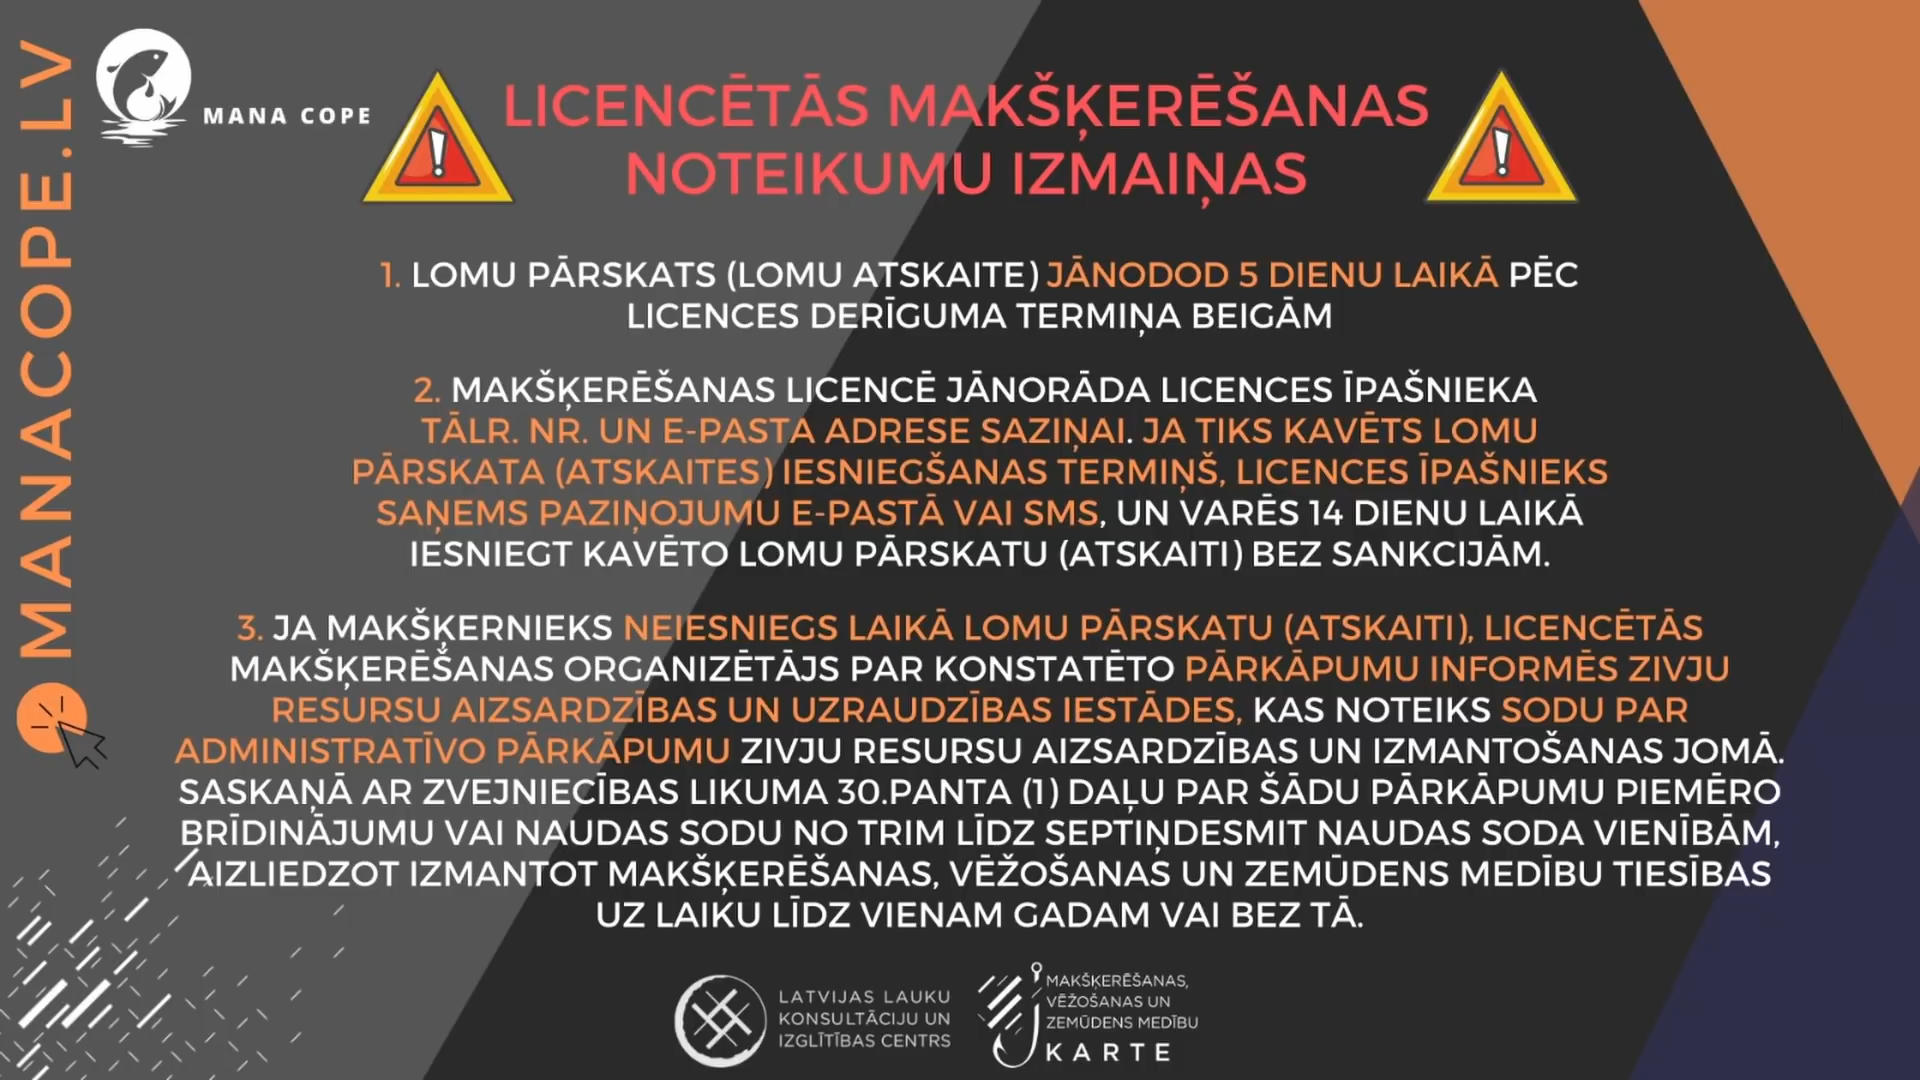 MANACOPE.LV
MANA COPE
LICENCĒTĀS MAKŠĶERĒŠANAS
NOTEIKUMU IZMAIŅAS
1. LOMU PĀRSKATS (LOMU ATSKAITE) JĀNODOD 5 DIENU LAIKĀ PĒC
LICENCES DERĪGUMA TERMIŅA BEIGĀM
2. MAKŠĶERĒŠANAS LICENCĒ JĀNORĀDA LICENCES ĪPAŠNIEKA
TĀLR. NR. UN E-PASTA ADRESE SAZIŅAI. JA TIKS KAVĒTS LOMU
PĀRSKATA (ATSKAITES) IESNIEGŠANAS TERMIŅŠ, LICENCES ĪPAŠNIEKS
SAŅEMS PAZIŅOJUMU E-PASTĀ VAI SMS, UN VARĒS 14 DIENU LAIKĀ
IESNIEGT KAVĒTO LOMU PĀRSKATU (ATSKAITI) BEZ SANKCIJĀM.
3. JA MAKŠĶERNIEKS NEIESNIEGS LAIKĀ LOMU PĀRSKATU (ATSKAITI), LICENCĒTĀS
MAKŠĶERĒŠANAS ORGANIZĒTĀJS PAR KONSTATĒTO PĀRKĀPUMU INFORMĒS ZIVJU
RESURSU AIZSARDZĪBAS UN UZRAUDZĪBAS IESTĀDES, KAS NOTEIKS SODU PAR
ADMINISTRATĪVO PĀRKĀPUMU ZIVJU RESURSU AIZSARDZĪBAS UN IZMANTOŠANAS JOMĀ.
SASKAŅĀ AR ZVEJNIECĪBAS LIKUMA 30.PANTA (1) DAĻU PAR ŠĀDU PĀRKĀPUMU PIEMĒRO
BRĪDINĀJUMU VAI NAUDAS SODU NO TRIM LĪDZ SEPTIŅDESMIT NAUDAS SODA VIENĪBĀM,
AIZLIEDZOT IZMANTOT MAKŠĶERĒŠANAS, VĒŽOŠANAS UN ZEMŪDENS MEDĪBU TIESĪBAS
UZ LAIKU LĪDZ VIENAM GADAM VAI BEZ TĀ.
LATVIJAS LAUKU
KONSULTĀCIJU UN
IZGLĪTĪBAS CENTRS
MAKŠĶERĒŠANAS,
VĒŽOŠANAS UN
ZEMŪDENS MEDĪBU
KARTE